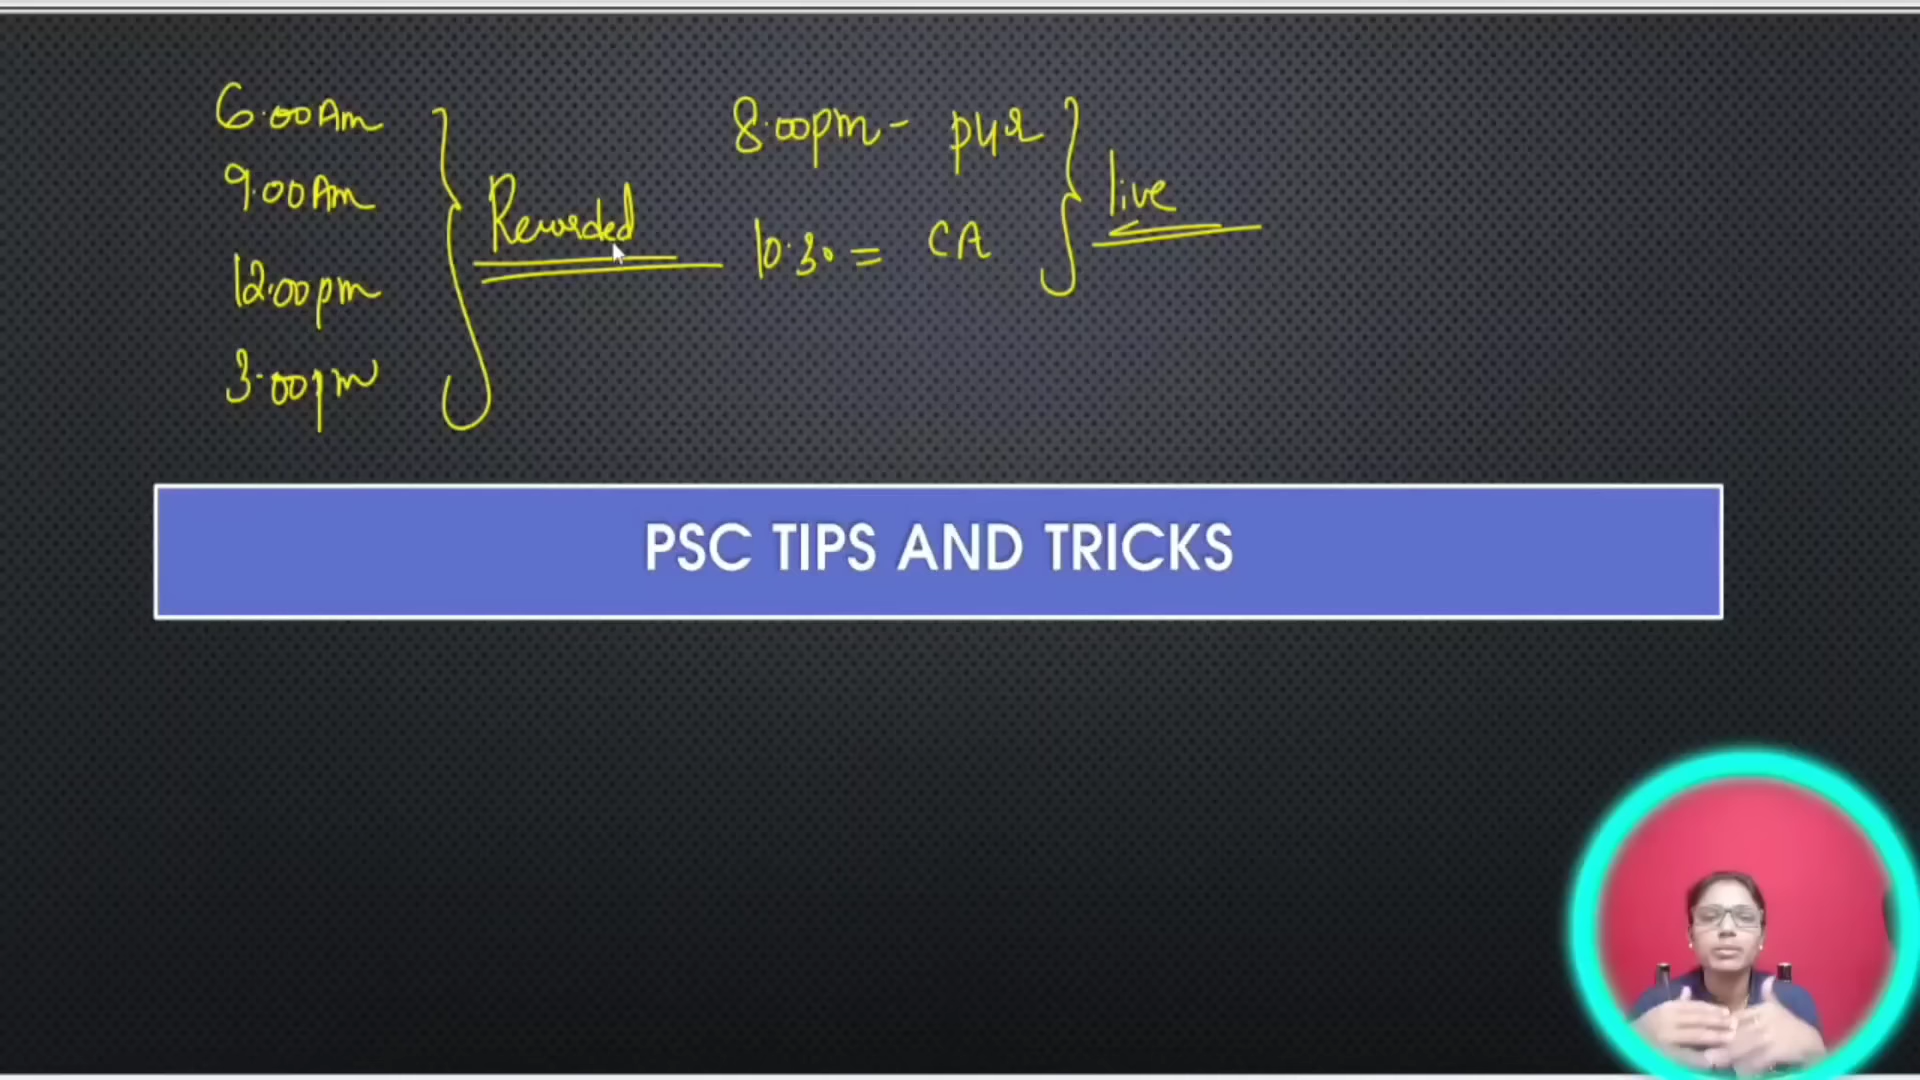 6.00Am
9.00Am
12.00pm
3.00pm
Recorded
8.00pm - pyq
10.30 = CA
live
PSC TIPS AND TRICKS